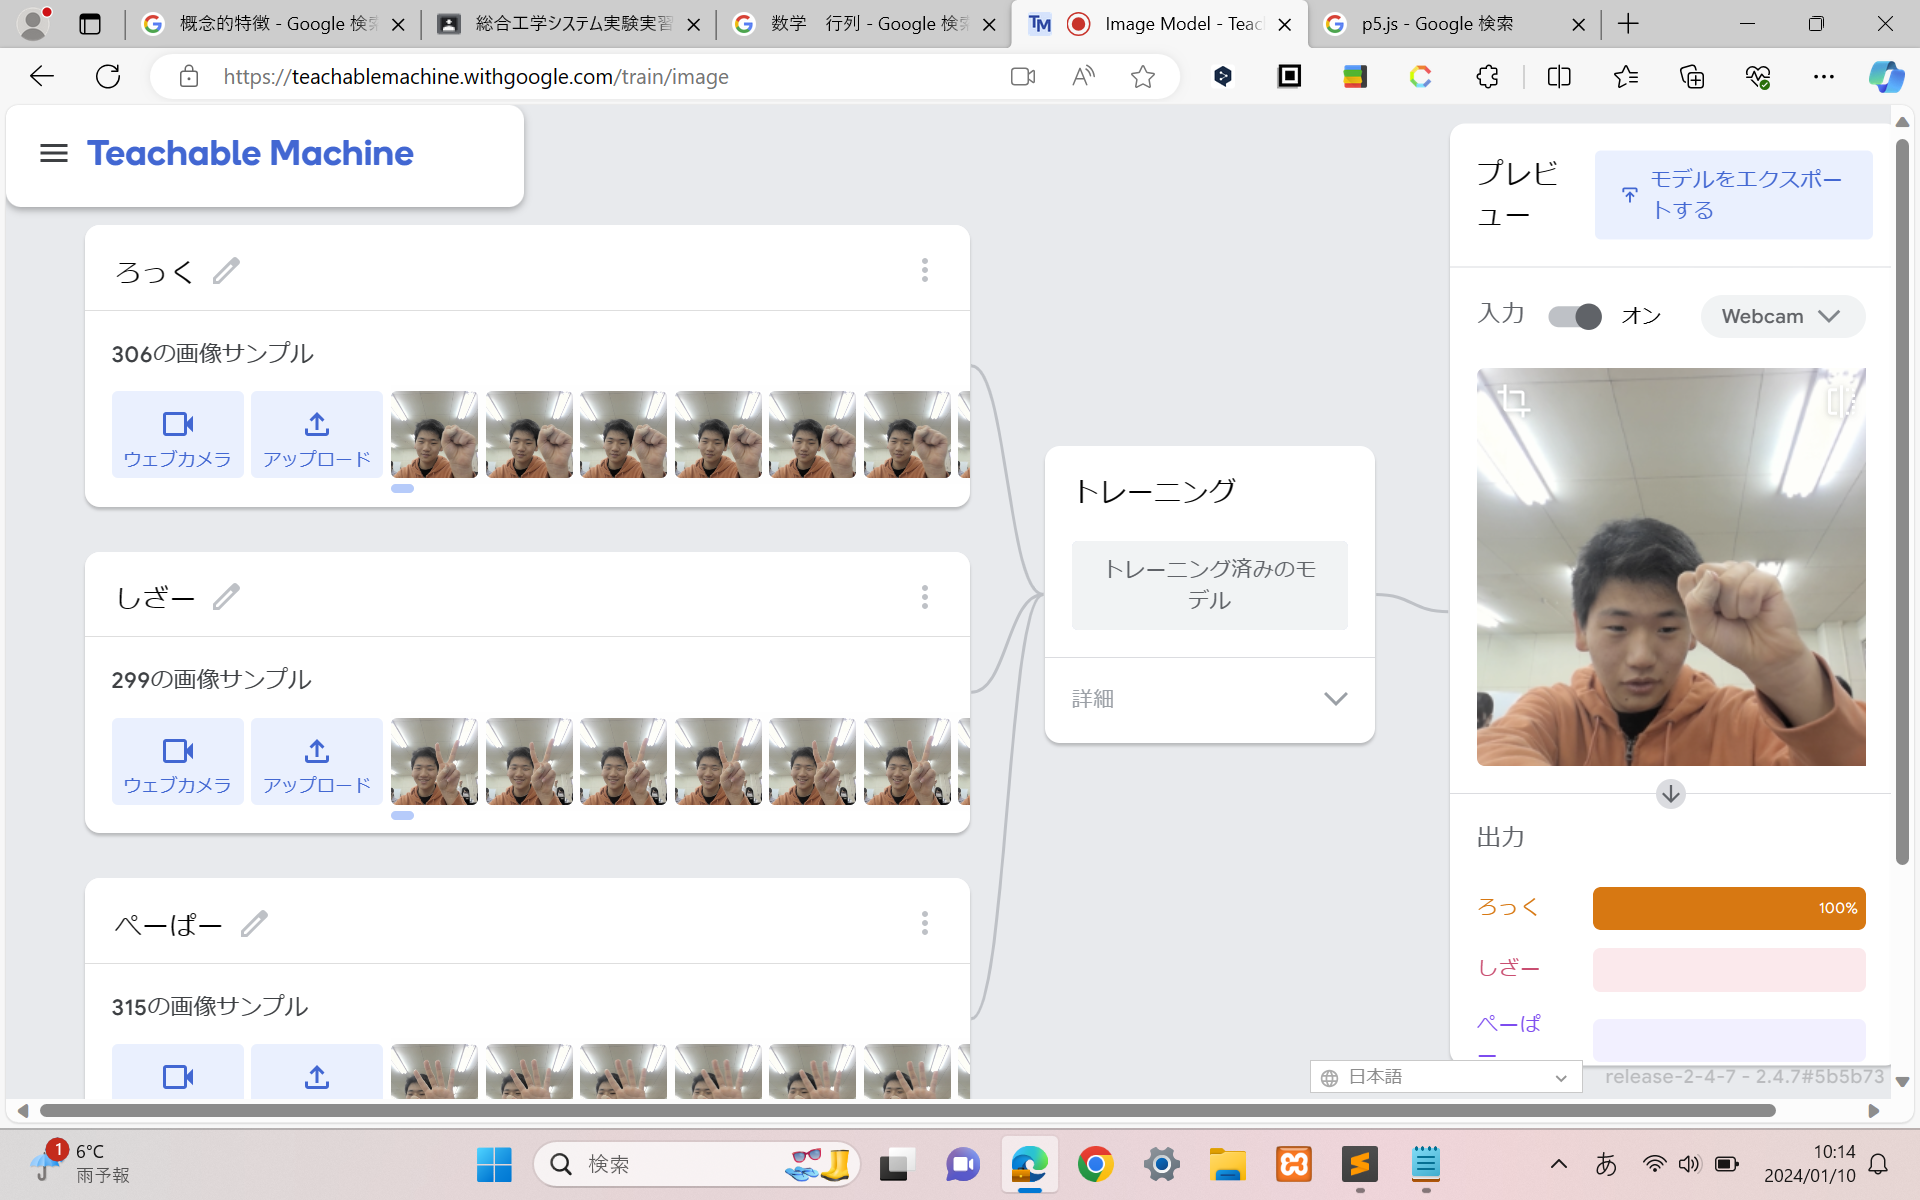 概念的特徴 - Google 検索
総合工学システム実験実習
数学　行列 - Google 検索
Image Model - Teac
p5.js - Google 検索
https://teachablemachine.withgoogle.com/train/image
Teachable Machine
ろっく
306の画像サンプル
ウェブカメラ
アップロード
しざー
299の画像サンプル
ウェブカメラ
アップロード
ぺーぱー
315の画像サンプル
トレーニング
トレーニング済みのモ
デル
詳細
プレビ
ュー
モデルをエクスポー
トする
入力
オン
Webcam
出力
ろっく
100%
しざー
ぺーぱ
ー
日本語
release-2-4-7 - 2.4.7#5b5b73
1
6°C
雨予報
検索
あ
10:14
2024/01/10